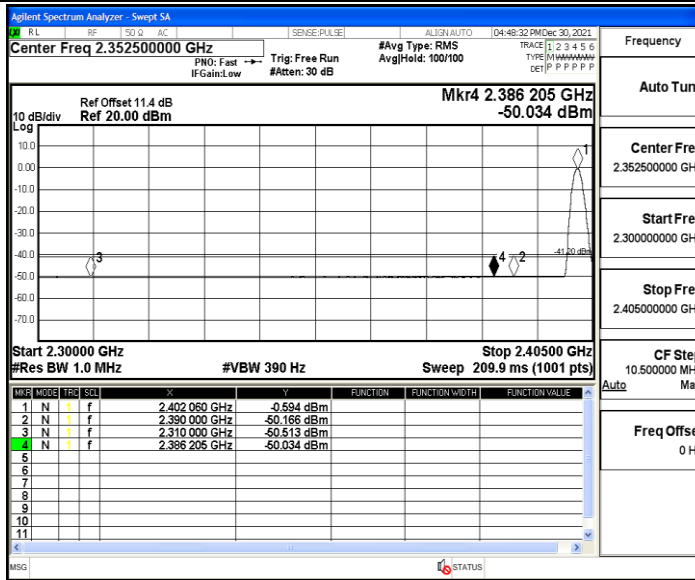 Agilent Spectrum Analyzer - Swept SA
RL RF 50 Ω AC SENSE:PULSE ALIGN AUTO 04:48:32 PM Dec 30, 2021
Center Freq 2.352500000 GHz #Avg Type: RMS TRACE 1 2 3 4 5 6
PNO: Fast Trig: Free Run Avg|Hold: 100/100 TYPE M WWWWW
IFGain:Low #Atten: 30 dB DET P P P P P P
Frequency
Auto Tun
Center Fre
2.352500000 GH
Start Fre
2.300000000 GH
Stop Fre
2.405000000 GH
CF Step
10.500000 MH
Auto Ma
Freq Offse
0 H
Mkr4 2.386 205 GHz
-50.034 dBm
Ref Offset 11.4 dB
10 dB/div Ref 20.00 dBm
Log
10.0
0.00
-10.0
-20.0
-30.0
-40.0
-50.0
-60.0
-70.0
1
-41.20 dBm
3
4
2
Start 2.30000 GHz Stop 2.40500 GHz
#Res BW 1.0 MHz #VBW 390 Hz Sweep 209.9 ms (1001 pts)
MKR MODE TRC SCL X Y FUNCTION FUNCTION WIDTH FUNCTION VALUE
1 N 1 f 2.402 060 GHz -0.594 dBm
2 N 1 f 2.390 000 GHz -50.166 dBm
3 N 1 f 2.310 000 GHz -50.513 dBm
4 N 1 f 2.386 205 GHz -50.034 dBm
5
6
7
8
9
10
11
MSG STATUS